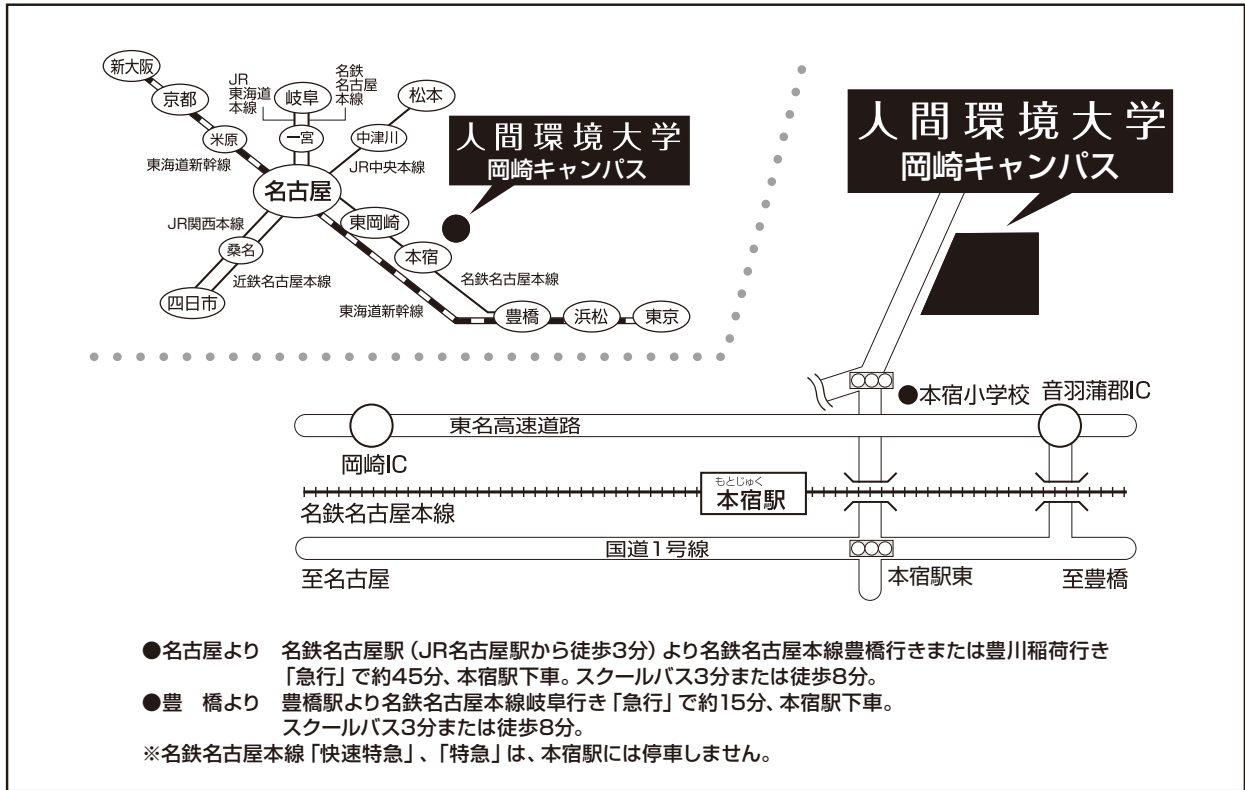 新大阪
京都
米原
東海道新幹線
JR
東海道
本線
岐阜
一宮
名鉄
名古屋
本線
松本
中津川
JR中央本線
名古屋
JR関西本線
桑名
近鉄名古屋本線
四日市
東岡崎
本宿
名鉄名古屋本線
東海道新幹線
豊橋
浜松
東京
人間環境大学
岡崎キャンパス
人間環境大学
岡崎キャンパス
●本宿小学校
音羽蒲郡IC
東名高速道路
岡崎IC
もとじゅく
本宿駅
名鉄名古屋本線
国道1号線
至名古屋
本宿駅東
至豊橋
●名古屋より　名鉄名古屋駅（JR名古屋駅から徒歩3分）より名鉄名古屋本線豊橋行きまたは豊川稲荷行き
「急行」で約45分、本宿駅下車。スクールバス3分または徒歩8分。
●豊　橋より　豊橋駅より名鉄名古屋本線岐阜行き「急行」で約15分、本宿駅下車。
スクールバス3分または徒歩8分。
※名鉄名古屋本線「快速特急」、「特急」は、本宿駅には停車しません。